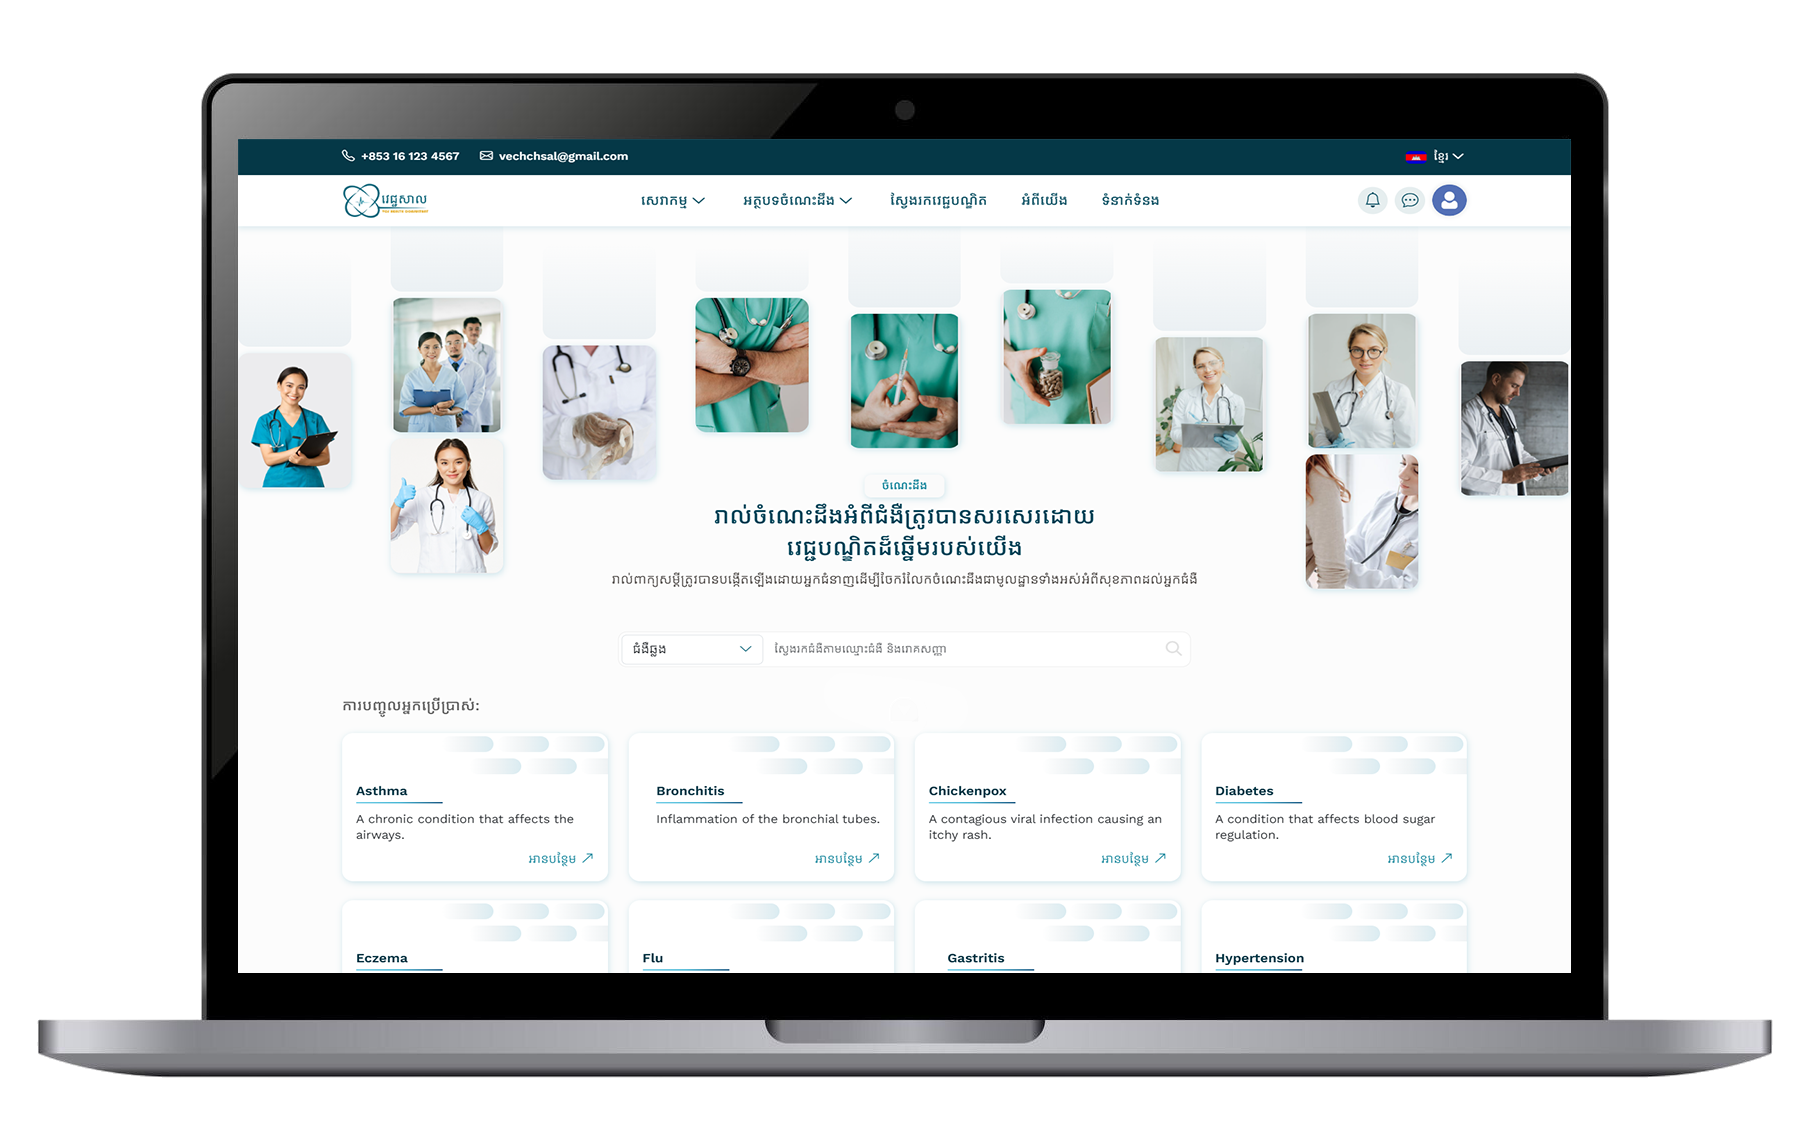 +853 16 123 4567
vechchsal@gmail.com
ខ្មែរ
វេជ្ជសាល
សេវាកម្ម
អត្ថបទចំណេះដឹង
ស្វែងរកវេជ្ជបណ្ឌិត
អំពីយើង
ទំនាក់ទំនង
ចំណេះដឹង
រាល់ចំណេះដឹងអំពីជំងឺត្រូវបានសរសេរដោយ
វេជ្ជបណ្ឌិតដ៏ឆ្នើមរបស់យើង
រាល់ពាក្យសម្ដីត្រូវបានបង្កើតឡើងដោយអ្នកជំនាញដើម្បីចែករំលែកចំណេះដឹងជាមូលដ្ឋានទាំងអស់អំពីសុខភាពដល់អ្នកជំងឺ
ជំងឺឆ្លង
ស្វែងរកជំងឺតាមឈ្មោះជំងឺ និងរោគសញ្ញា
ការបញ្ចូលអ្នកប្រើប្រាស់:
Asthma
A chronic condition that affects the
airways.
អានបន្ថែម
Bronchitis
Inflammation of the bronchial tubes.
អានបន្ថែម
Chickenpox
A contagious viral infection causing an
itchy rash.
អានបន្ថែម
Diabetes
A condition that affects blood sugar
regulation.
អានបន្ថែម
Eczema
Flu
Gastritis
Hypertension